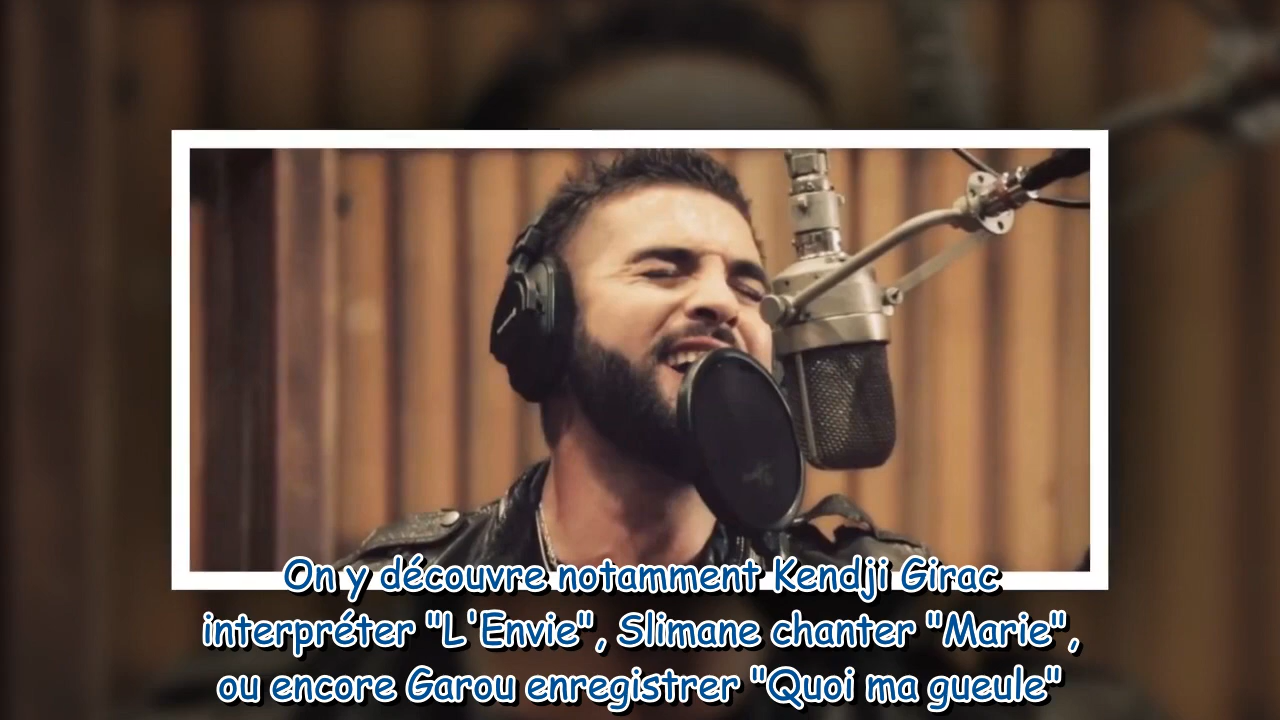 On y découvre notamment Kendji Girac
interpréter "L'Envie", Slimane chanter "Marie",
ou encore Garou enregistrer "Quoi ma gueule"